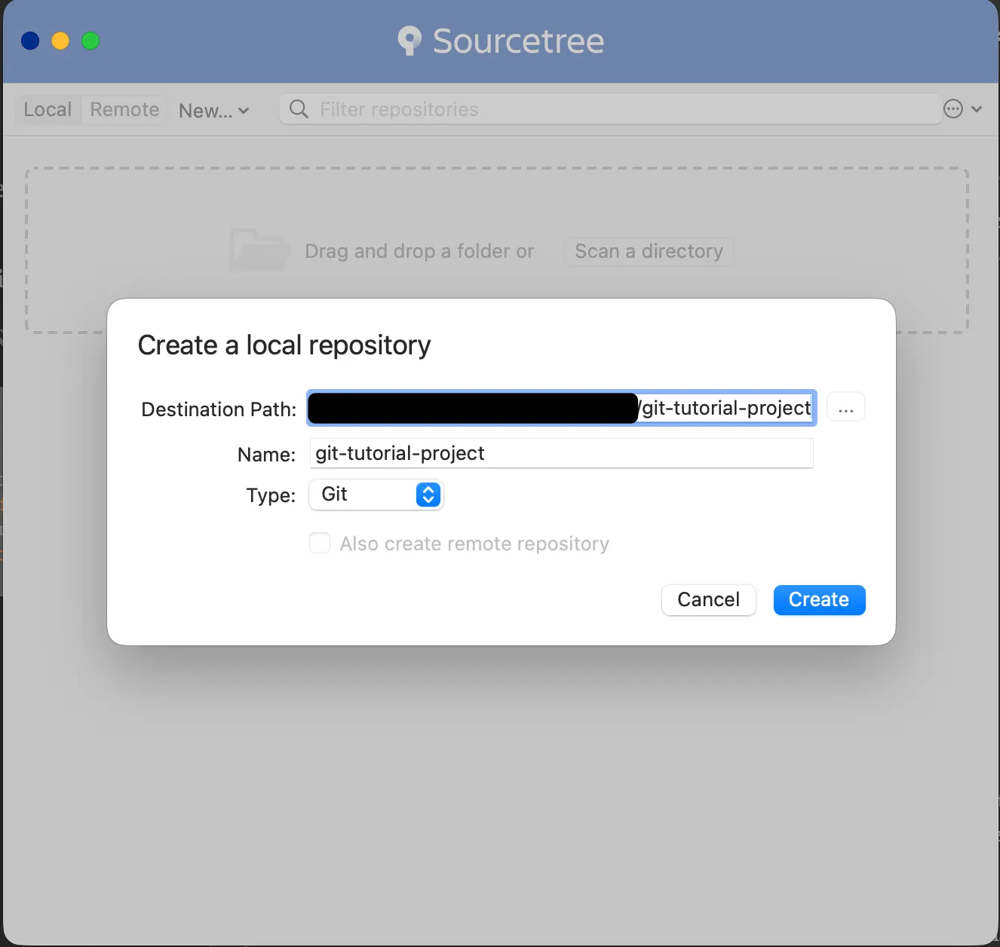 Sourcetree
Local Remote New... Filter repositories
Drag and drop a folder or Scan a directory
Create a local repository
Destination Path: /git-tutorial-project ...
Name: git-tutorial-project
Type: Git
Also create remote repository
Cancel Create